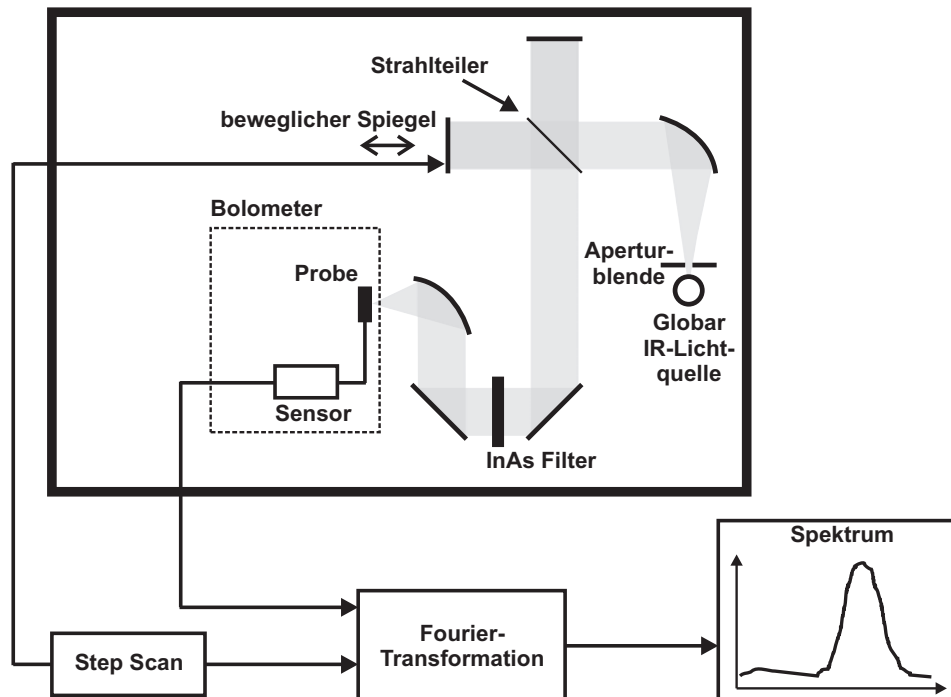 Strahlteiler
beweglicher Spiegel
Bolometer
Probe
Apertur-
blende
Globar
IR-Licht-
quelle
Sensor
InAs Filter
Spektrum
Fourier-
Transformation
Step Scan